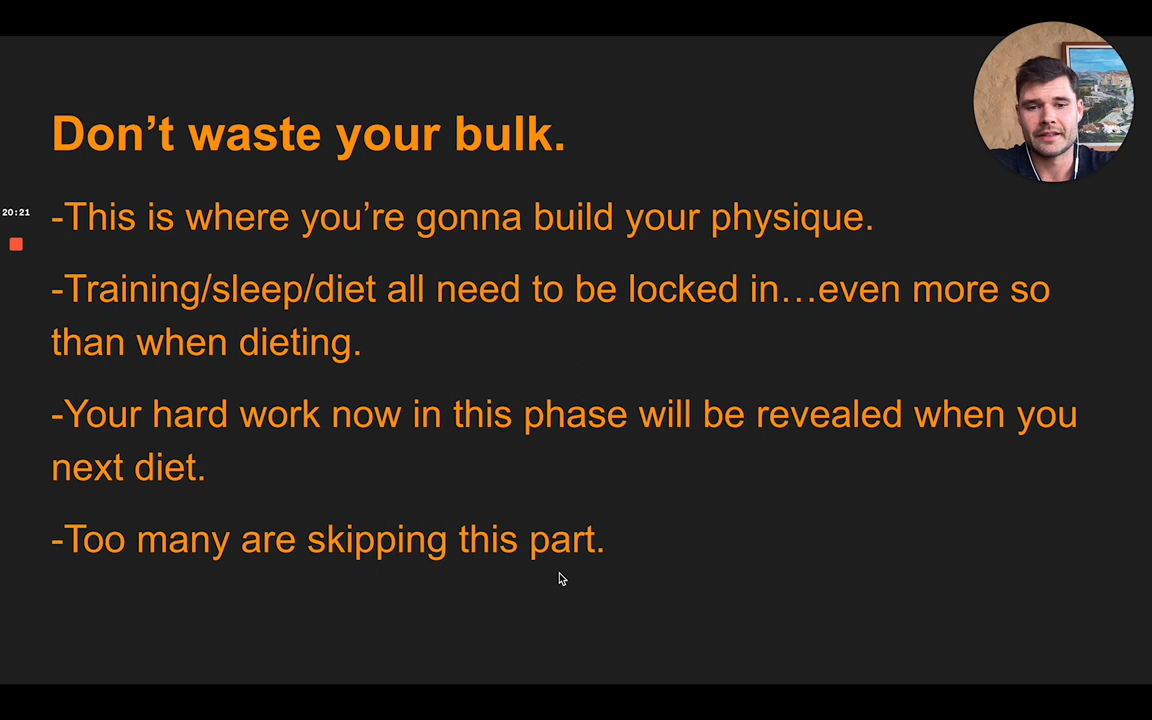 Don’t waste your bulk.
-This is where you’re gonna build your physique.
20:21
-Training/sleep/diet all need to be locked in…even more so
than when dieting.
-Your hard work now in this phase will be revealed when you
next diet.
-Too many are skipping this part.